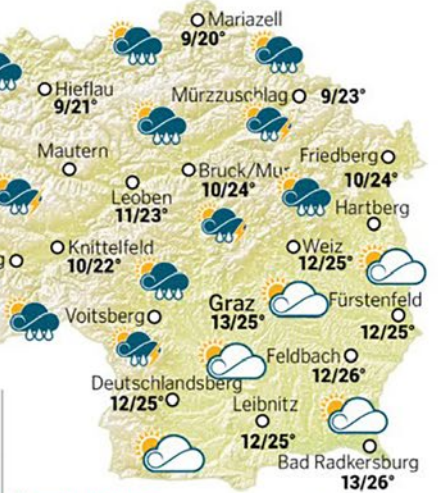 Mariazell
9/20°
Hieflau
9/21°
Mürzzuschlag
9/23°
Mautern
Bruck/Mur
10/24°
Friedberg
10/24°
Leoben
11/23°
Hartberg
Knittelfeld
10/22°
Weiz
12/25°
g
Voitsberg
Graz
13/25°
Fürstenfeld
12/25°
Feldbach
12/26°
Deutschlandsberg
12/25°
Leibnitz
12/25°
Bad Radkersburg
13/26°